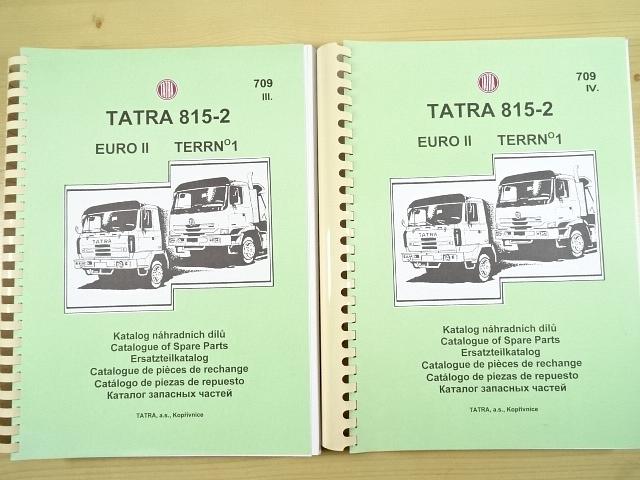 TATRA
709
III.
TATRA 815-2
EURO II TERRNO1
TATRA
Katalog náhradních dílů
Catalogue of Spare Parts
Ersatzteilkatalog
Catalogue de pièces de rechange
Catálogo de piezas de repuesto
Каталог запасных частей
TATRA, a.s., Kopřivnice
TATRA
709
IV.
TATRA 815-2
EURO II TERRNO1
TATRA
Katalog náhradních dílů
Catalogue of Spare Parts
Ersatzteilkatalog
Catalogue de pièces de rechange
Catálogo de piezas de repuesto
Каталог запасных частей
TATRA, a.s., Kopřivnice